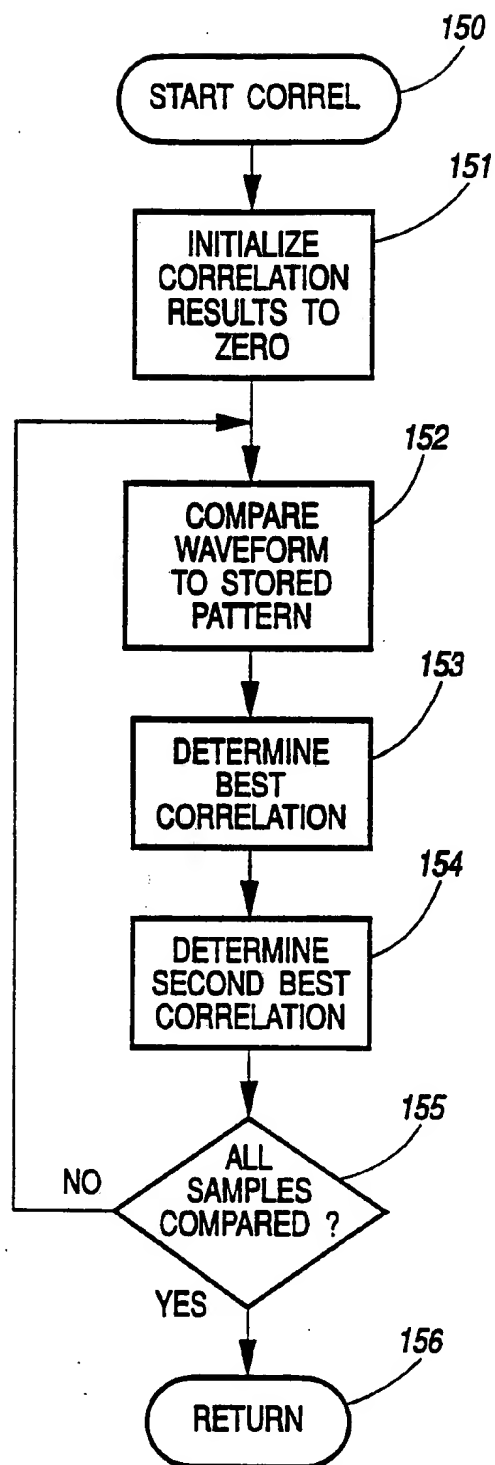 150
START CORREL
151
INITIALIZE
CORRELATION
RESULTS TO
ZERO
152
COMPARE
WAVEFORM
TO STORED
PATTERN
153
DETERMINE
BEST
CORRELATION
154
DETERMINE
SECOND BEST
CORRELATION
155
ALL
SAMPLES
COMPARED ?
NO
YES
156
RETURN